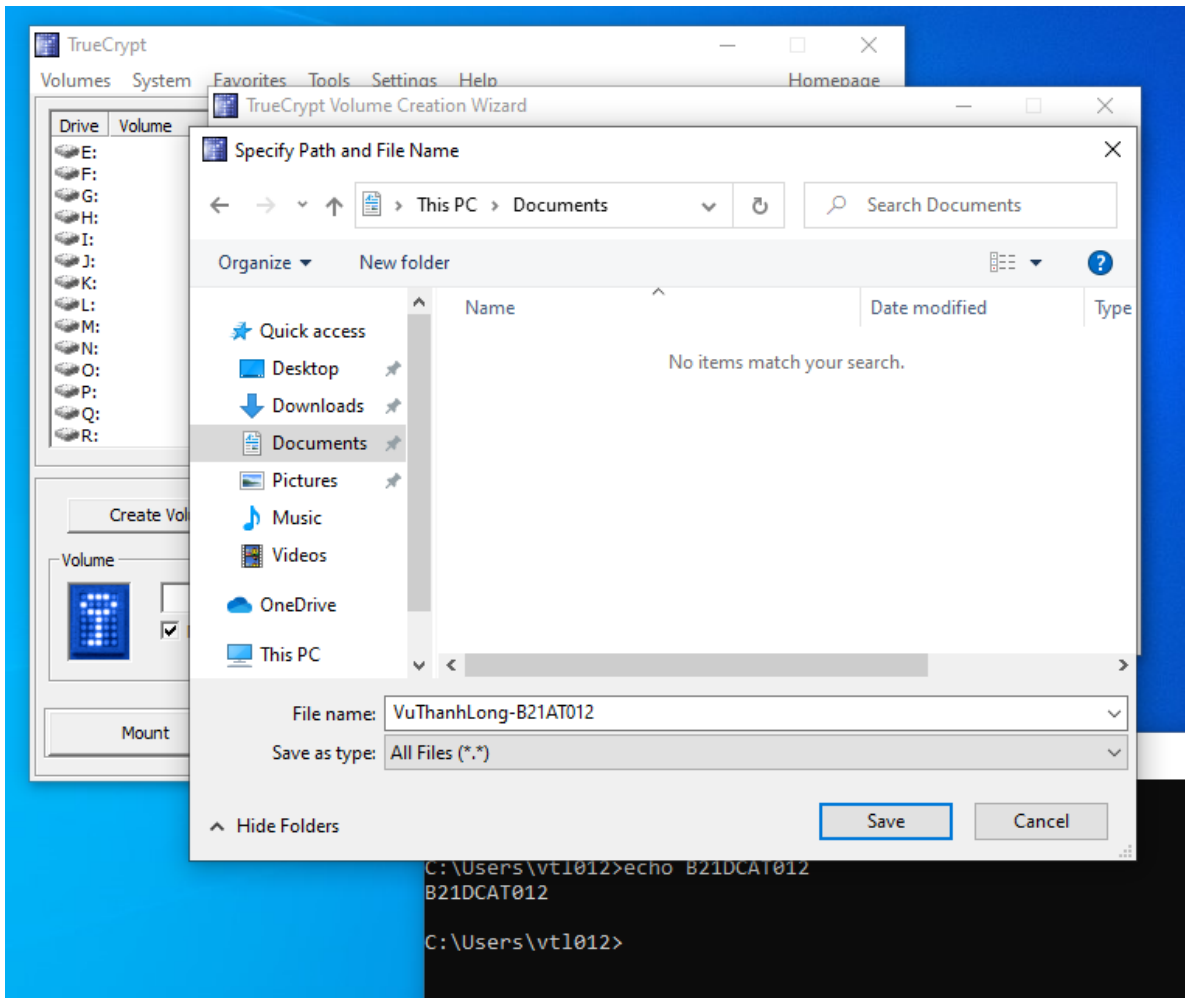 TrueCrypt
Volumes System Favorites Tools Settings Help Homepage
TrueCrypt Volume Creation Wizard
Drive Volume
E:
F:
G:
H:
I:
J:
K:
L:
M:
N:
O:
P:
Q:
R:
Create Vol
Volume
Mount
Specify Path and File Name
This PC > Documents
Search Documents
Organize
New folder
Name Date modified Type
No items match your search.
Quick access
Desktop
Downloads
Documents
Pictures
Music
Videos
OneDrive
This PC
File name: VuThanhLong-B21AT012
Save as type: All Files (*.*)
Hide Folders
Save Cancel
C:\Users\vtl012>echo B21DCAT012
B21DCAT012
C:\Users\vtl012>